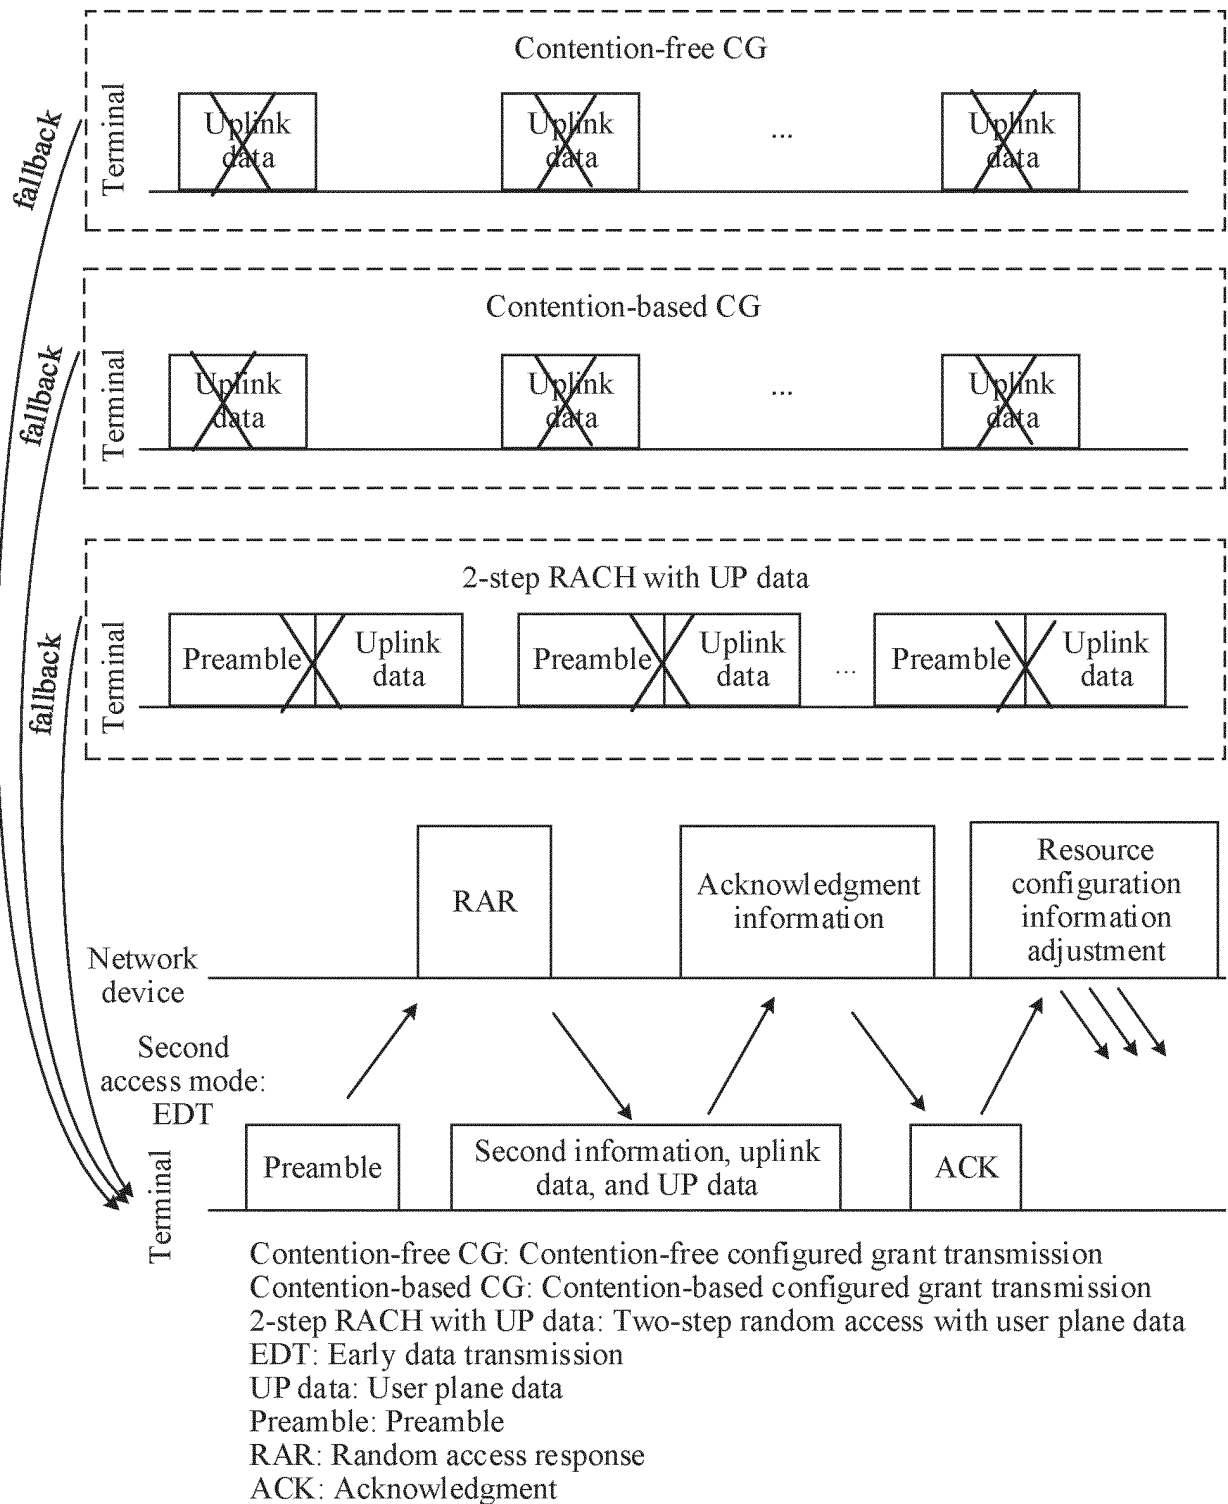 Contention-free CG
Terminal
fallback
Uplink
data
Uplink
data
...
Uplink
data
Contention-based CG
Terminal
fallback
Uplink
data
Uplink
data
...
Uplink
data
2-step RACH with UP data
Terminal
fallback
Preamble
Uplink
data
Preamble
Uplink
data
...
Preamble
Uplink
data
RAR
Acknowledgment
information
Resource
configuration
information
adjustment
Network
device
Second
access mode:
EDT
Terminal
Preamble
Second information, uplink
data, and UP data
ACK
Contention-free CG: Contention-free configured grant transmission
Contention-based CG: Contention-based configured grant transmission
2-step RACH with UP data: Two-step random access with user plane data
EDT: Early data transmission
UP data: User plane data
Preamble: Preamble
RAR: Random access response
ACK: Acknowledgment